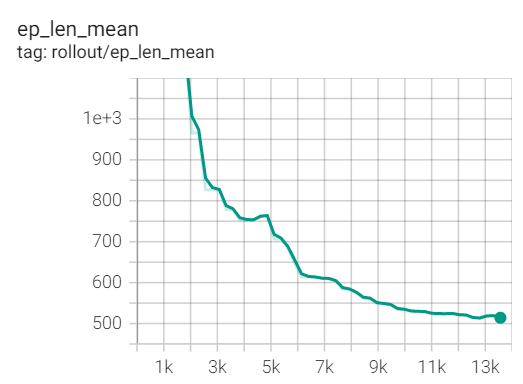 ep_len_mean
tag: rollout/ep_len_mean
1e+3
900
800
700
600
500
1k 3k 5k 7k 9k 11k 13k